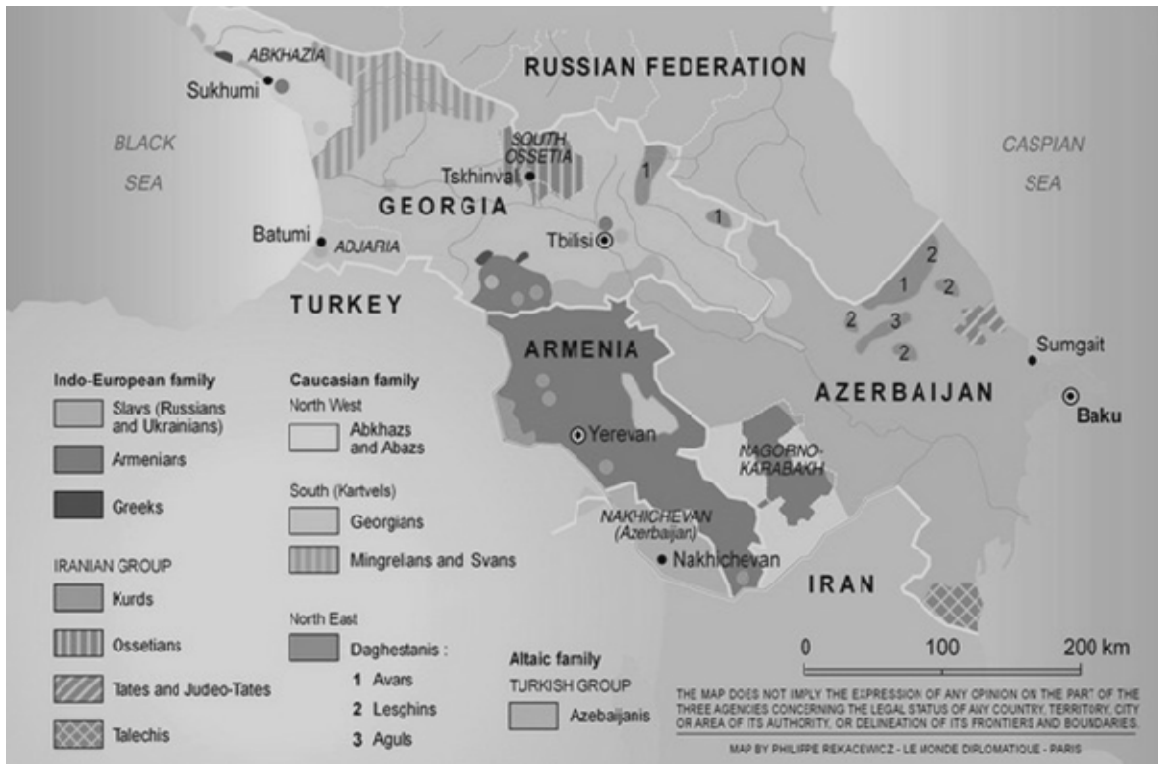 ABKHAZIA
RUSSIAN FEDERATION
Sukhumi
BLACK
SEA
CASPIAN
SEA
SOUTH
OSSETIA
Tskhinval
1
GEORGIA
1
Batumi
ADJARIA
Tbilisi
2
1
2
TURKEY
2
3
2
Sumgait
ARMENIA
AZERBAIJAN
Baku
Yerevan
NAGORNO-
KARABAKH
NAKHICHEVAN
(Azerbaijan)
Nakhichevan
IRAN
Indo-European family
Slavs (Russians
and Ukrainians)
Armenians
Greeks
IRANIAN GROUP
Kurds
Ossetians
Tates and Judeo-Tates
Talechis
Caucasian family
North West
Abkhazs
and Abazs
South (Kartvels)
Georgians
Mingrelans and Svans
North East
Daghestanis :
1 Avars
2 Lesghins
3 Aguls
Altaic family
TURKISH GROUP
Azebaijanis
0 100 200 km
THE MAP DOES NOT IMPLY THE EXPRESSION OF ANY OPINION ON THE PART OF THE
THREE AGENCIES CONCERNING THE LEGAL STATUS OF ANY COUNTRY, TERRITORY, CITY
OR AREA OF ITS AUTHORITY, OR DELINEATION OF ITS FRONTIERS AND BOUNDARIES.
MAP BY PHILIPPE REKACEWICZ - LE MONDE DIPLOMATIQUE - PARIS